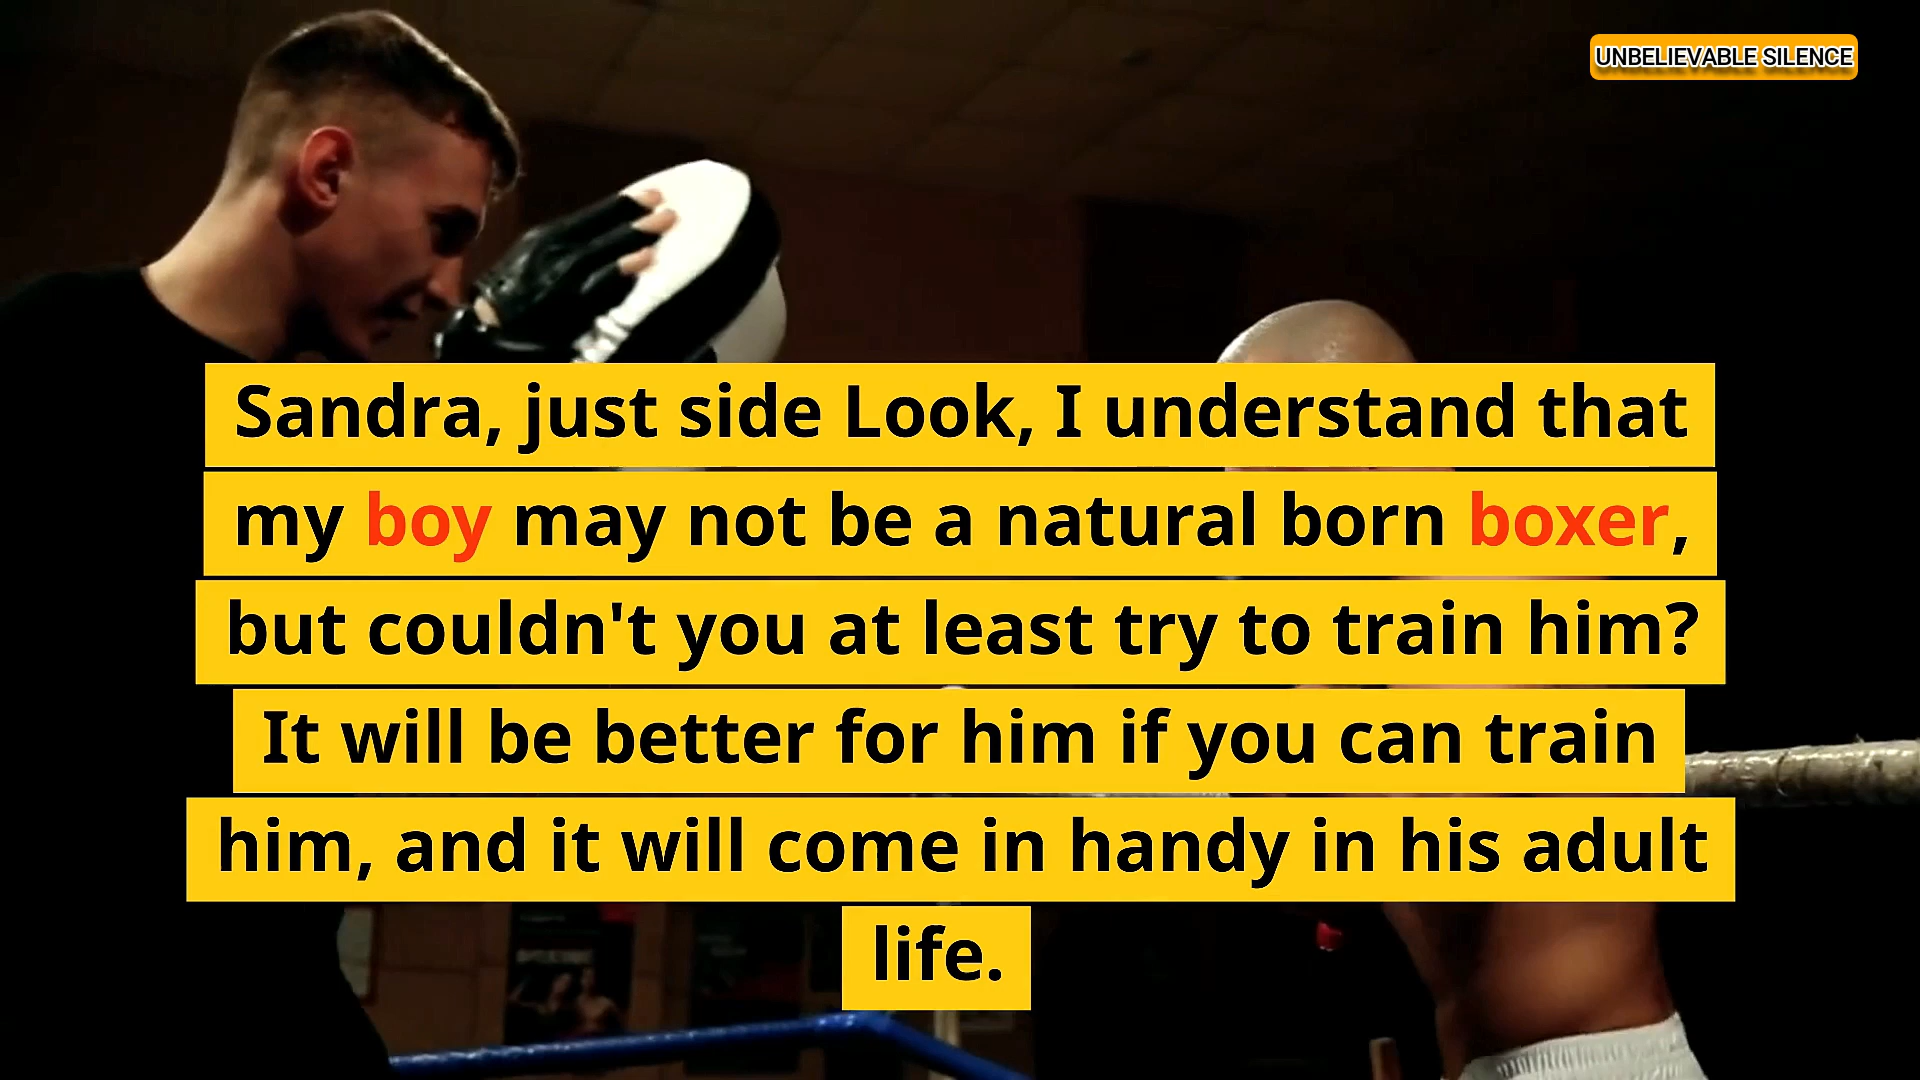 UNBELIEVABLE SILENCE
Sandra, just side Look, I understand that
my boy may not be a natural born boxer,
but couldn't you at least try to train him?
It will be better for him if you can train
him, and it will come in handy in his adult
life.